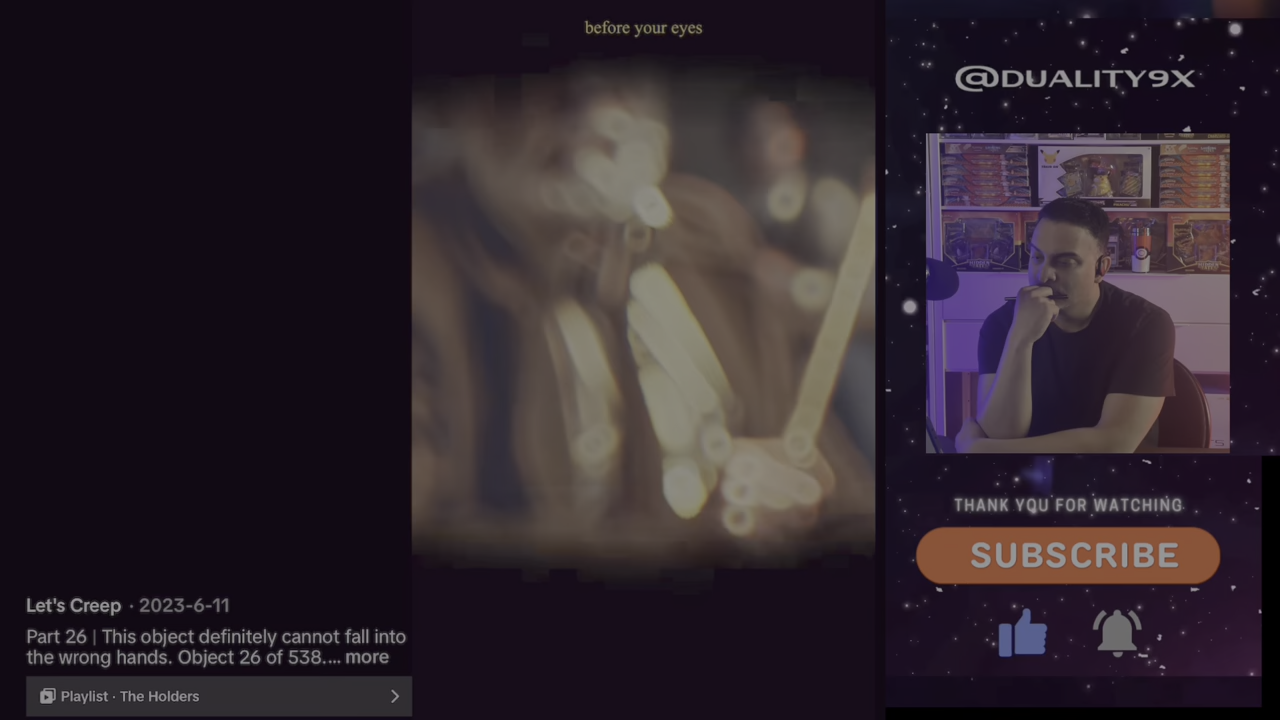 before your eyes
@DUALITY9X
THANK YOU FOR WATCHING
SUBSCRIBE
Let's Creep · 2023-6-11
Part 26 | This object definitely cannot fall into
the wrong hands. Object 26 of 538.... more
Playlist · The Holders